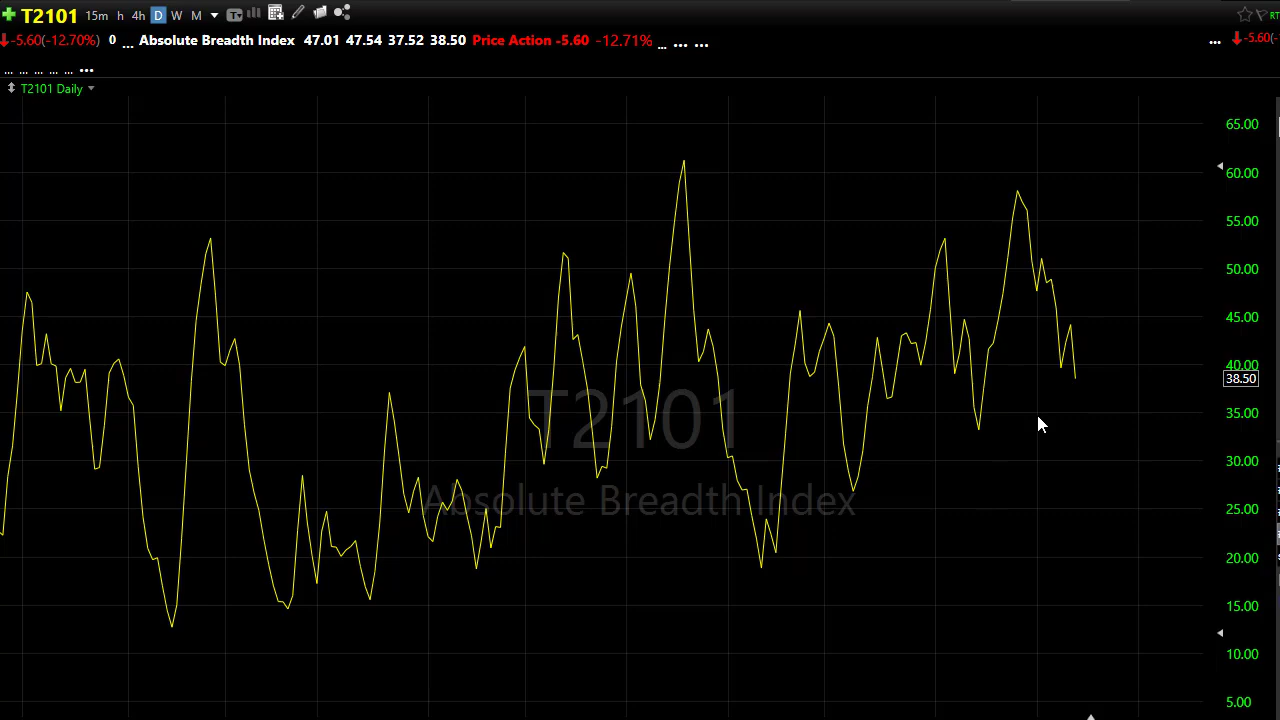 T2101 15m h 4h D W M T RT
-5.60(-12.70%) 0 ... Absolute Breadth Index 47.01 47.54 37.52 38.50 Price Action -5.60 -12.71% ... ... ... ... -5.60(-
... ... ... ... ... ...
T2101 Daily
65.00
60.00
55.00
50.00
45.00
40.00
38.50
35.00
30.00
25.00
20.00
15.00
10.00
5.00
T2101
Absolute Breadth Index